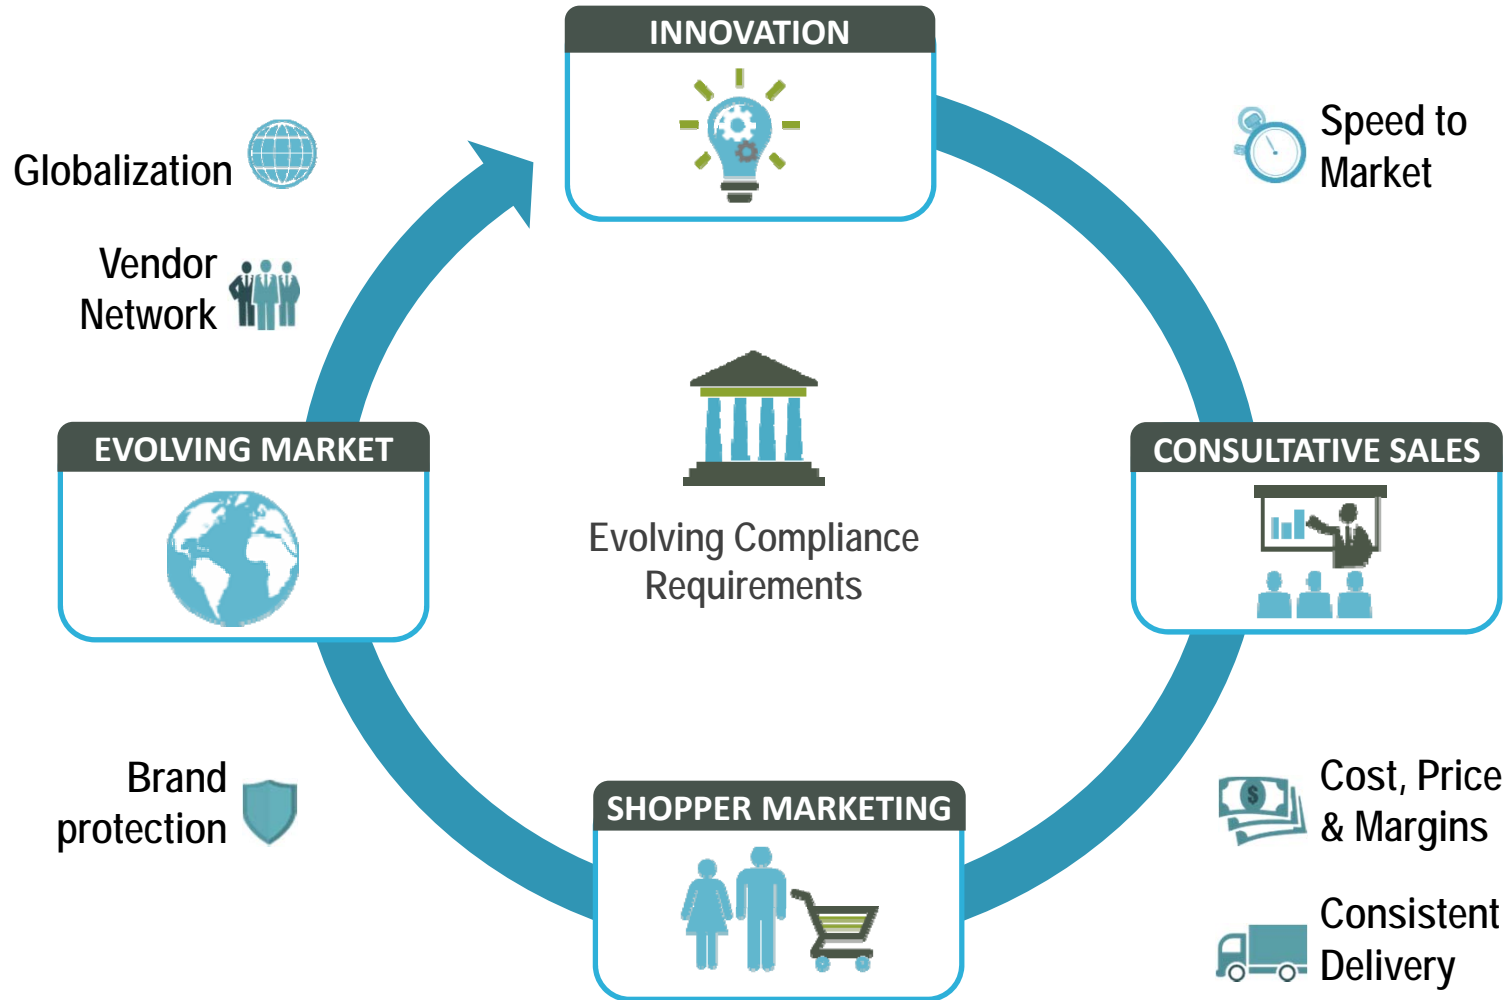 INNOVATION
Speed to
Market
Globalization
Vendor
Network
EVOLVING MARKET
CONSULTATIVE SALES
Evolving Compliance
Requirements
Brand
protection
SHOPPER MARKETING
Cost, Price
& Margins
Consistent
Delivery
$